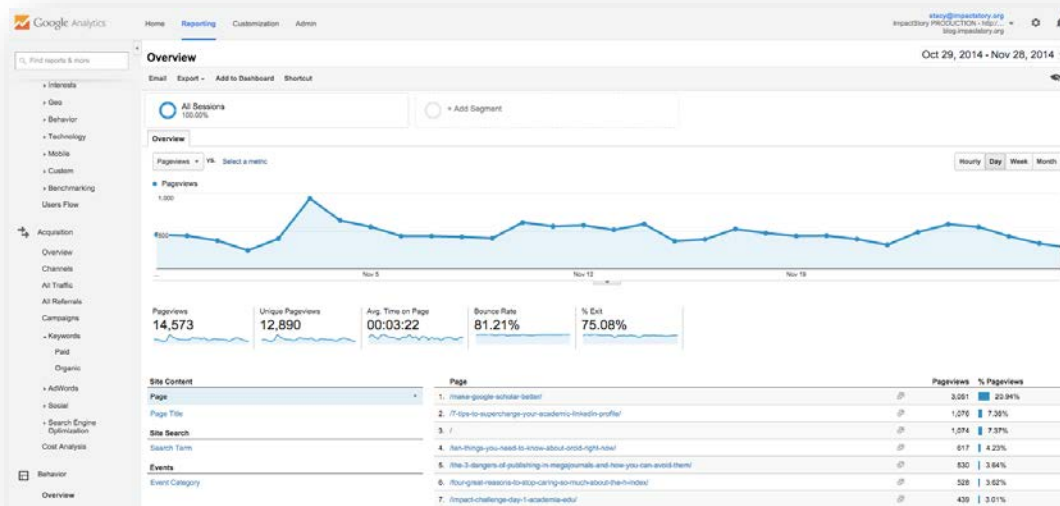 Google Analytics
Home Reporting Customization Admin
stacy@impactstory.org
ImpactStory PRODUCTION - http://...
blog.impactstory.org
Find reports & more
Interests
Geo
Behavior
Technology
Mobile
Custom
Benchmarking
Users Flow
Acquisition
Overview
Channels
All Traffic
All Referrals
Campaigns
Keywords
Paid
Organic
AdWords
Social
Search Engine
Optimization
Cost Analysis
Behavior
Overview
Overview
Oct 29, 2014 - Nov 28, 2014
Email Export Add to Dashboard Shortcut
All Sessions
100.00%
+ Add Segment
Overview
Pageviews VS. Select a metric
Hourly Day Week Month
Pageviews
1,000
500
... Nov 5 Nov 12 Nov 19
Pageviews Unique Pageviews Avg. Time on Page Bounce Rate % Exit
14,573 12,890 00:03:22 81.21% 75.08%
Site Content
Page
Page Title
Site Search
Search Term
Events
Event Category
Page Pageviews % Pageviews
1. /make-google-scholar-better/ 3,051 20.94%
2. /7-tips-to-supercharge-your-academic-linkedin-profile/ 1,076 7.38%
3. / 1,074 7.37%
4. /ten-things-you-need-to-know-about-orcid-right-now/ 617 4.23%
5. /the-3-dangers-of-publishing-in-megajournals-and-how-you-can-avoid-them/ 530 3.64%
6. /four-great-reasons-to-stop-caring-so-much-about-the-h-index/ 528 3.62%
7. /impact-challenge-day-1-academia-edu/ 439 3.01%